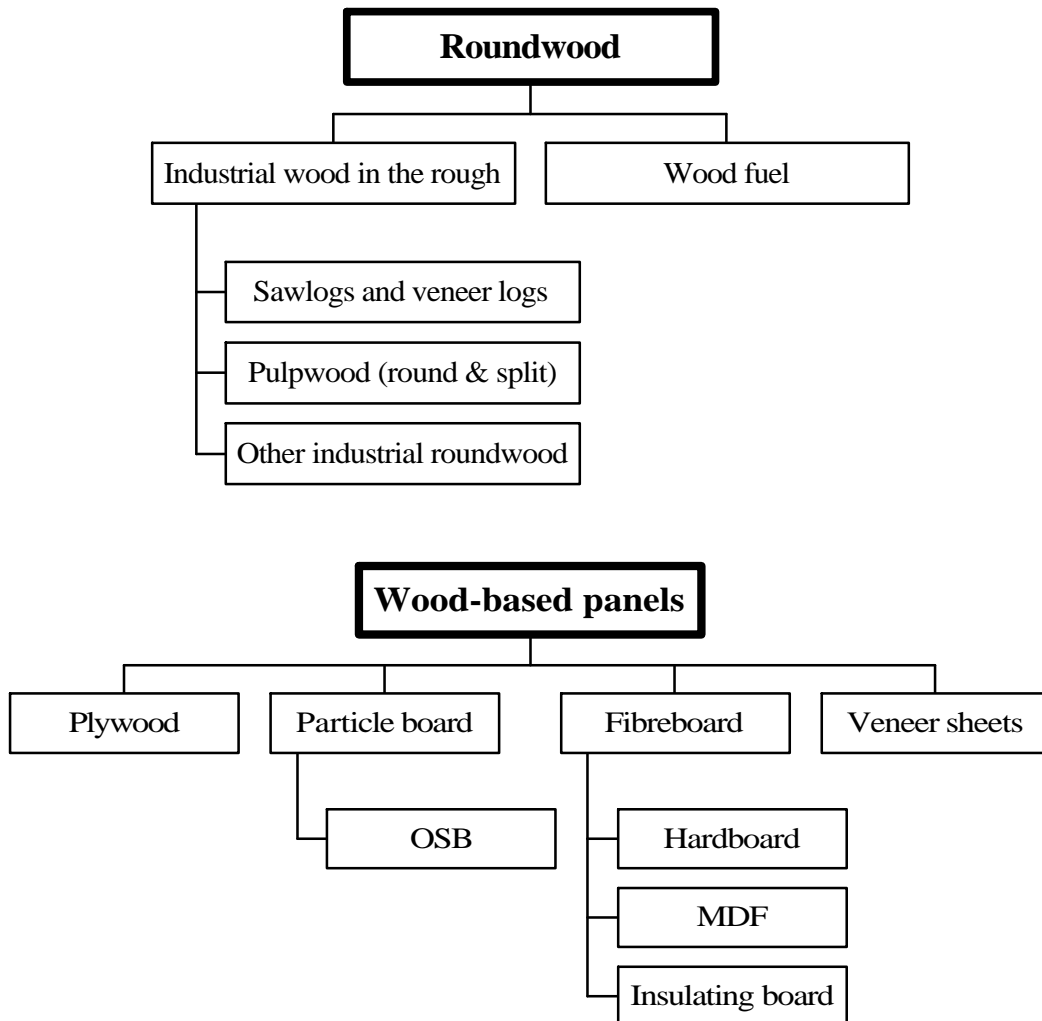 Roundwood
Industrial wood in the rough
Wood fuel
Sawlogs and veneer logs
Pulpwood (round & split)
Other industrial roundwood
Wood-based panels
Plywood
Particle board
Fibreboard
Veneer sheets
OSB
Hardboard
MDF
Insulating board